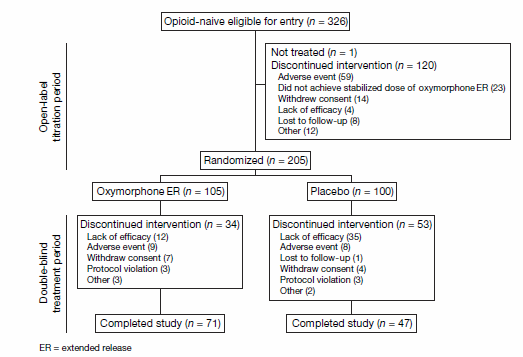 Opioid-naive eligible for entry (n = 326)
Open-label
titration period
Not treated (n = 1)
Discontinued intervention (n = 120)
Adverse event (59)
Did not achieve stabilized dose of oxymorphone ER (23)
Withdrew consent (14)
Lack of efficacy (4)
Lost to follow-up (8)
Other (12)
Randomized (n = 205)
Oxymorphone ER (n = 105)
Placebo (n = 100)
Double-blind
treatment period
Discontinued intervention (n = 34)
Lack of efficacy (12)
Adverse event (9)
Withdraw consent (7)
Protocol violation (3)
Other (3)
Discontinued intervention (n = 53)
Lack of efficacy (35)
Adverse event (8)
Lost to follow-up (1)
Withdraw consent (4)
Protocol violation (3)
Other (2)
Completed study (n = 71)
Completed study (n = 47)
ER = extended release